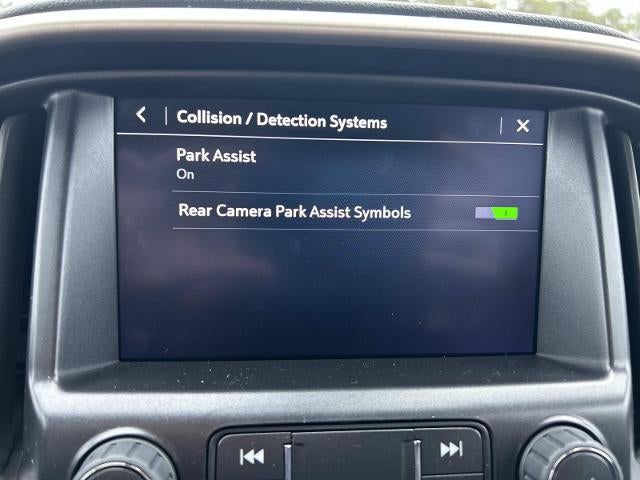 Collision / Detection Systems
Park Assist
On
Rear Camera Park Assist Symbols